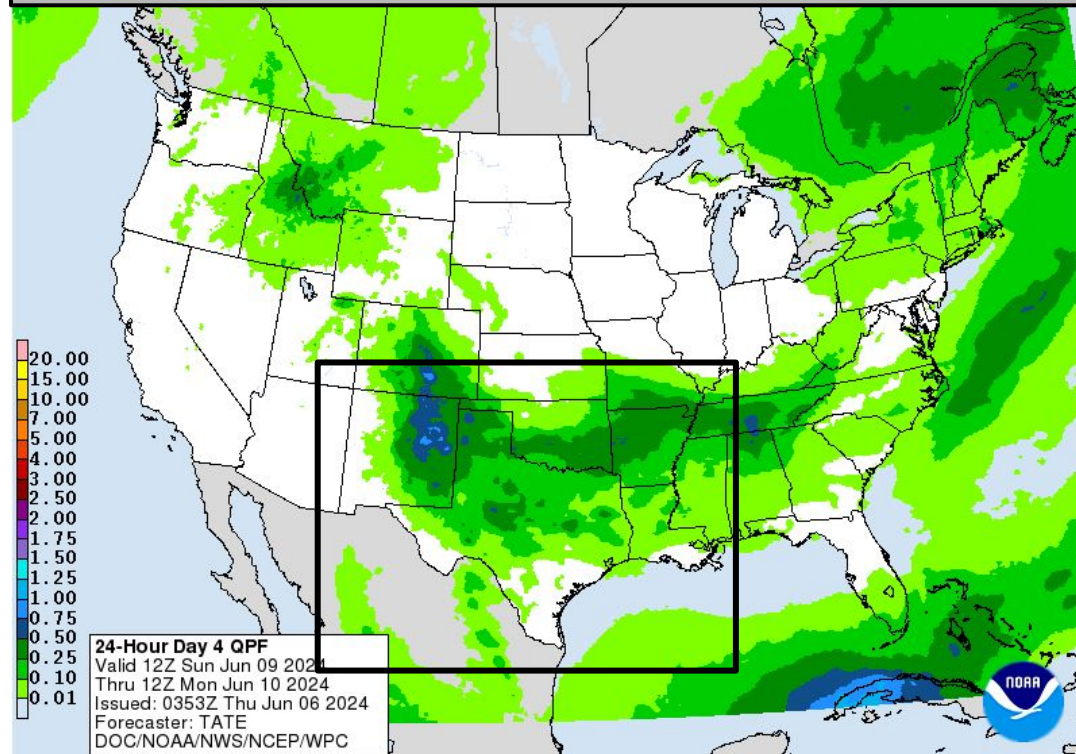 20.00
15.00
10.00
7.00
5.00
4.00
3.00
2.50
2.00
1.75
1.50
1.25
1.00
0.75
0.50
0.25
0.10
0.01
24-Hour Day 4 QPF
Valid 12Z Sun Jun 09 2024
Thru 12Z Mon Jun 10 2024
Issued: 0353Z Thu Jun 06 2024
Forecaster: TATE
DOC/NOAA/NWS/NCEP/WPC
NOAA